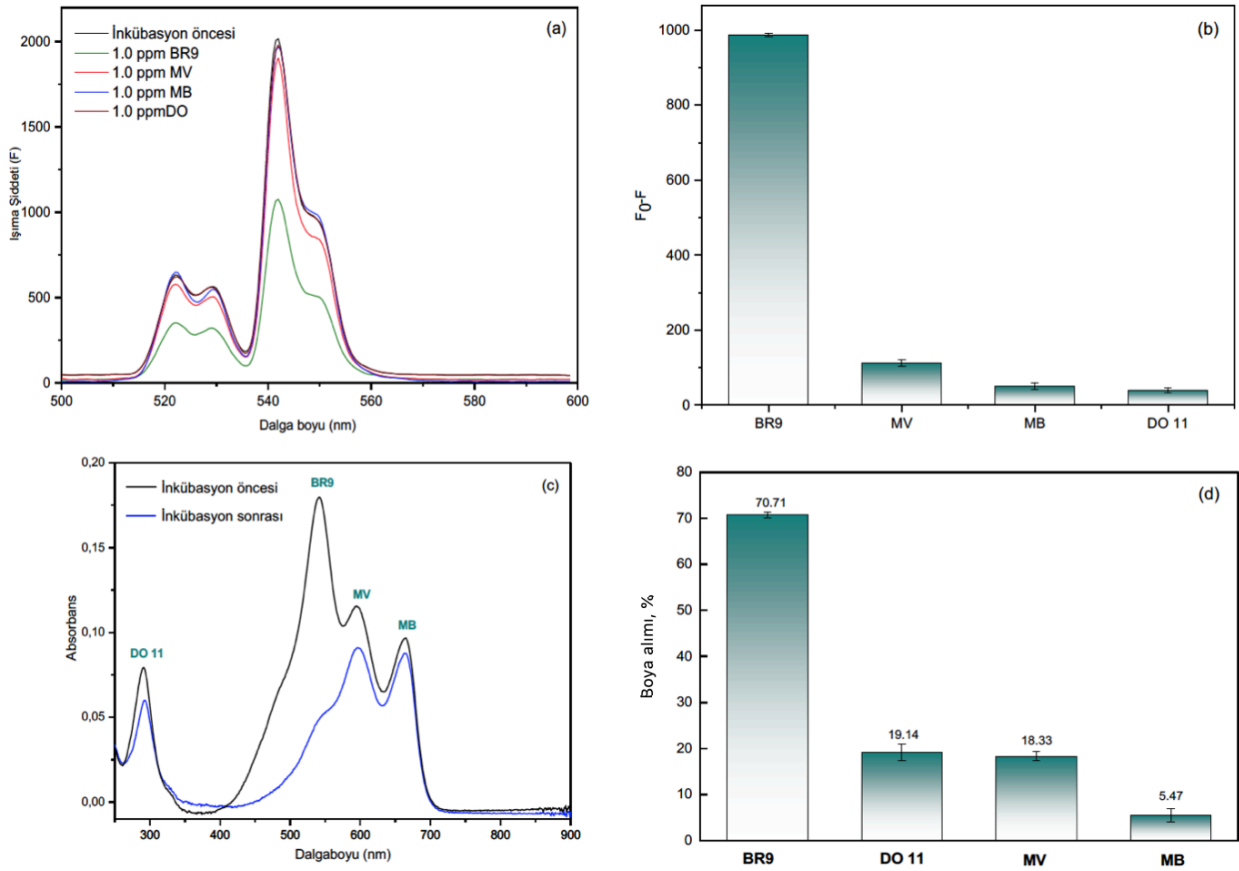 (a)
İnkübasyon öncesi
1.0 ppm BR9
1.0 ppm MV
1.0 ppm MB
1.0 ppmDO
2000
1500
1000
500
0
Işıma Şiddeti (F)
500
520
540
560
580
600
Dalga boyu (nm)
(b)
1000
800
600
400
200
0
F0-F
BR9
MV
MB
DO 11
(c)
İnkübasyon öncesi
İnkübasyon sonrası
0,20
0,15
0,10
0,05
0,00
Absorbans
DO 11
BR9
MV
MB
300
400
500
600
700
800
900
Dalgaboyu (nm)
(d)
80
70
60
50
40
30
20
10
0
Boya alımı, %
70.71
19.14
18.33
5.47
BR9
DO 11
MV
MB